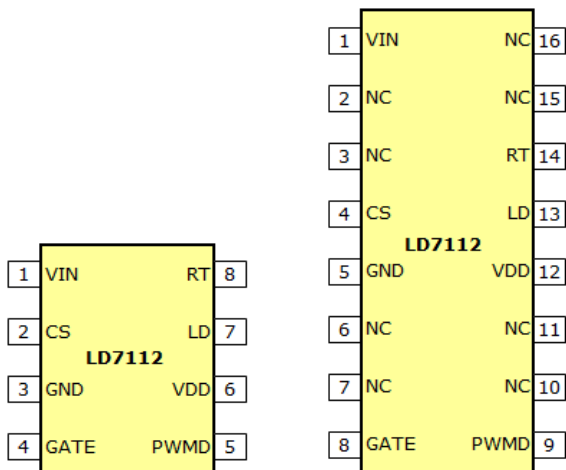 1 VIN RT 8
2 CS LD 7
LD7112
3 GND VDD 6
4 GATE PWMD 5
1 VIN NC 16
2 NC NC 15
3 NC RT 14
4 CS LD 13
LD7112
5 GND VDD 12
6 NC NC 11
7 NC NC 10
8 GATE PWMD 9